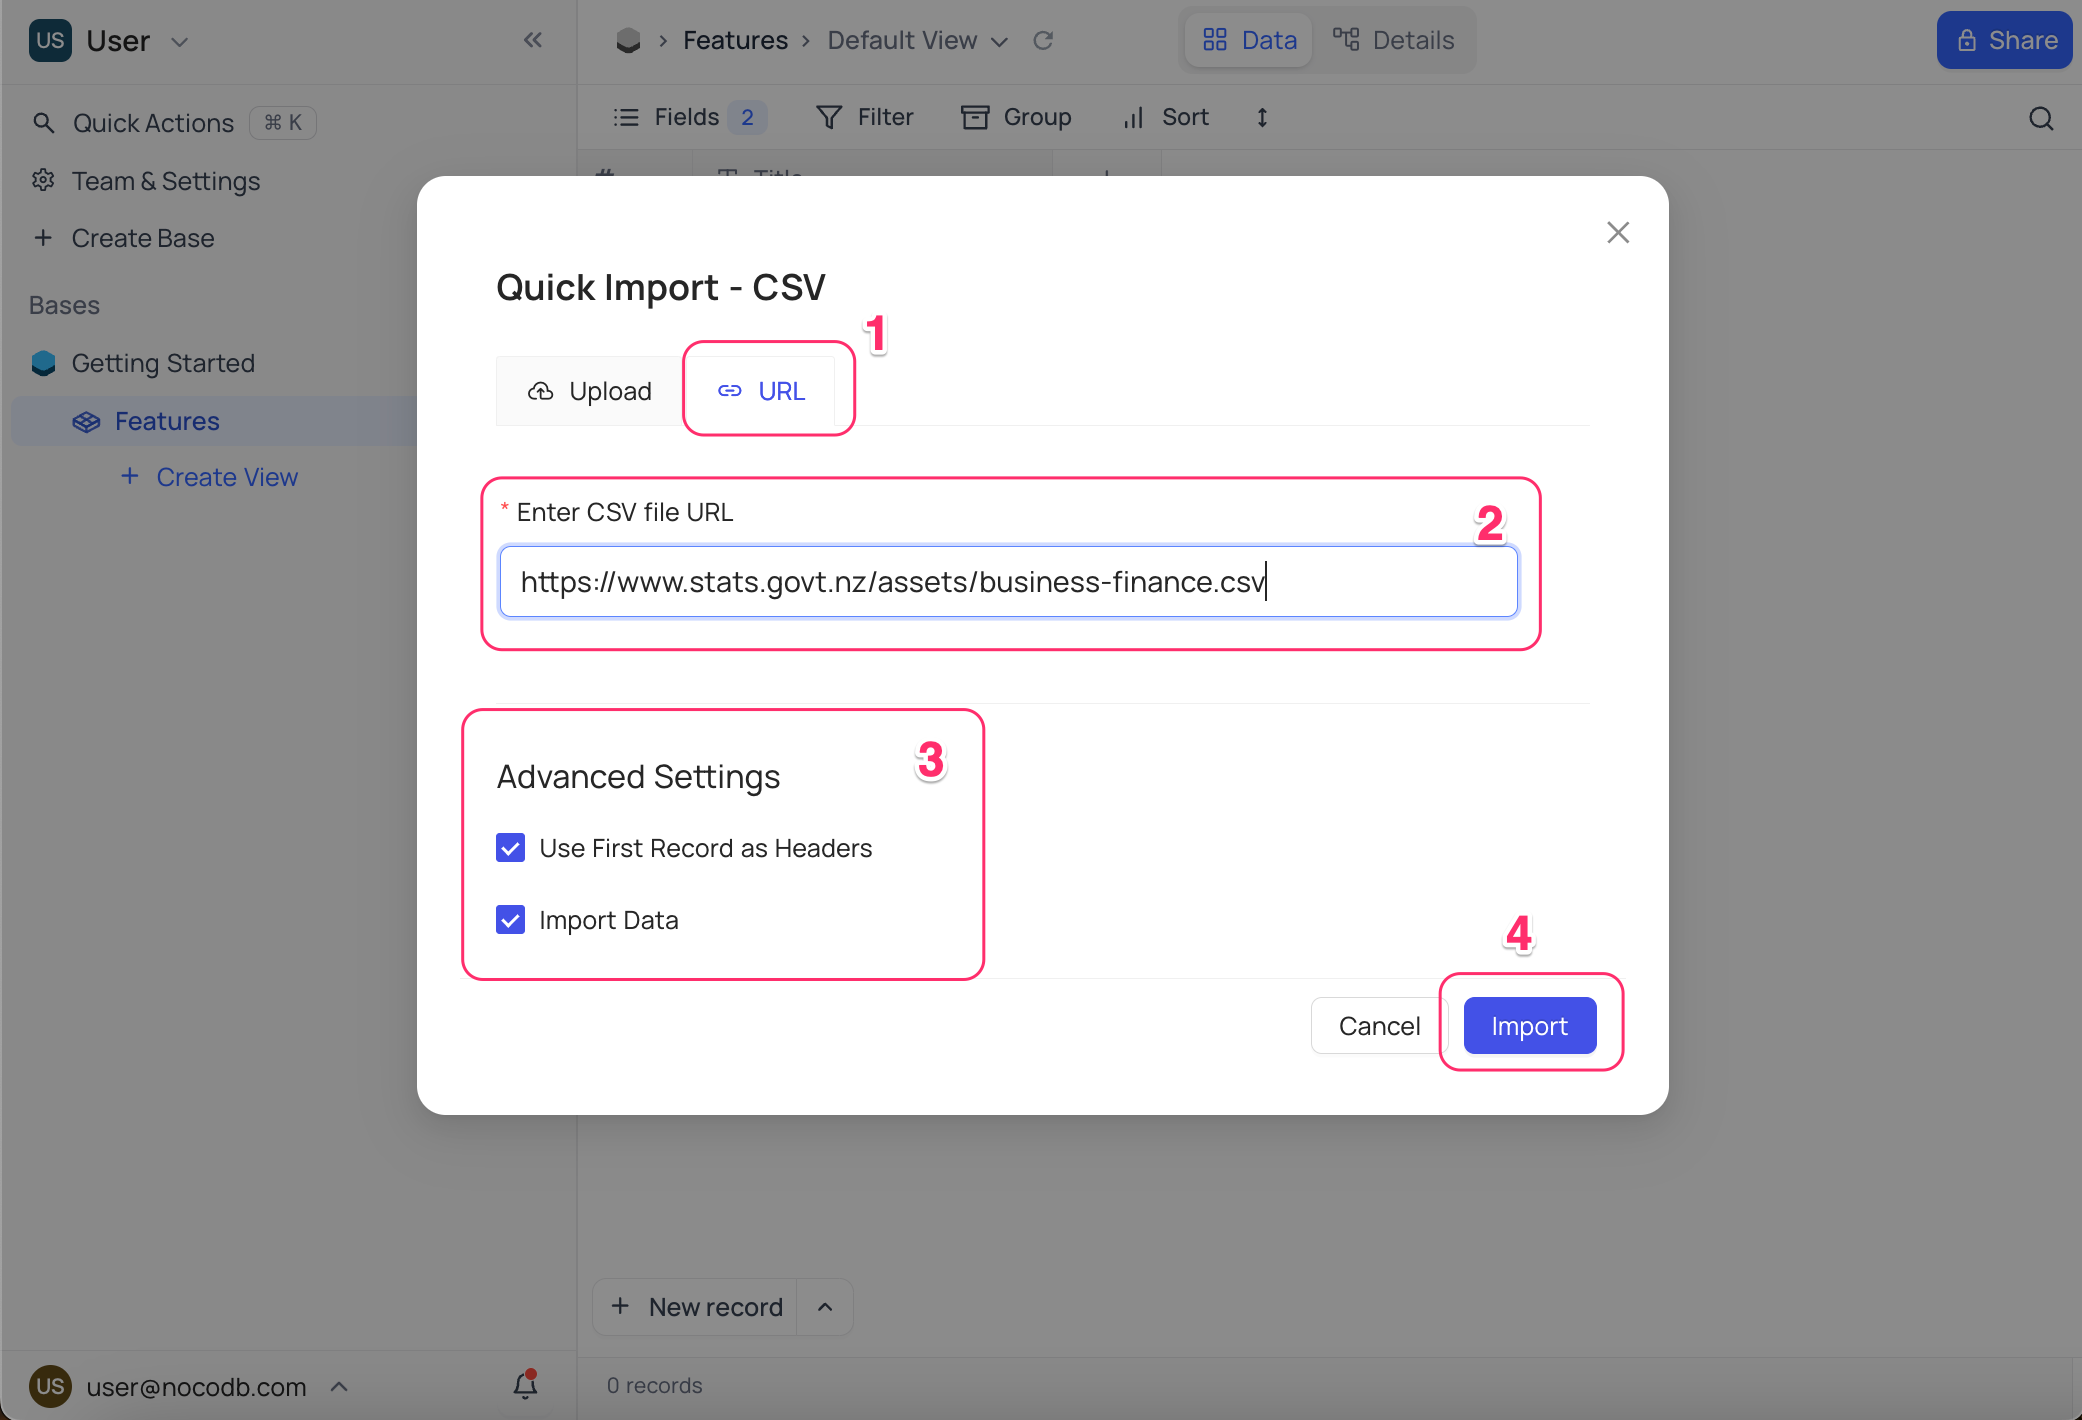 US User
Features Default View
Data Details
Share
Quick Actions ⌘ K
Fields 2 Filter Group Sort
Team & Settings
# Title
Create Base
Bases
Getting Started
Features
Create View
Quick Import - CSV
1
Upload URL
* Enter CSV file URL
2
https://www.stats.govt.nz/assets/business-finance.csv
3
Advanced Settings
Use First Record as Headers
Import Data
4
Cancel Import
New record
US user@nocodb.com
0 records